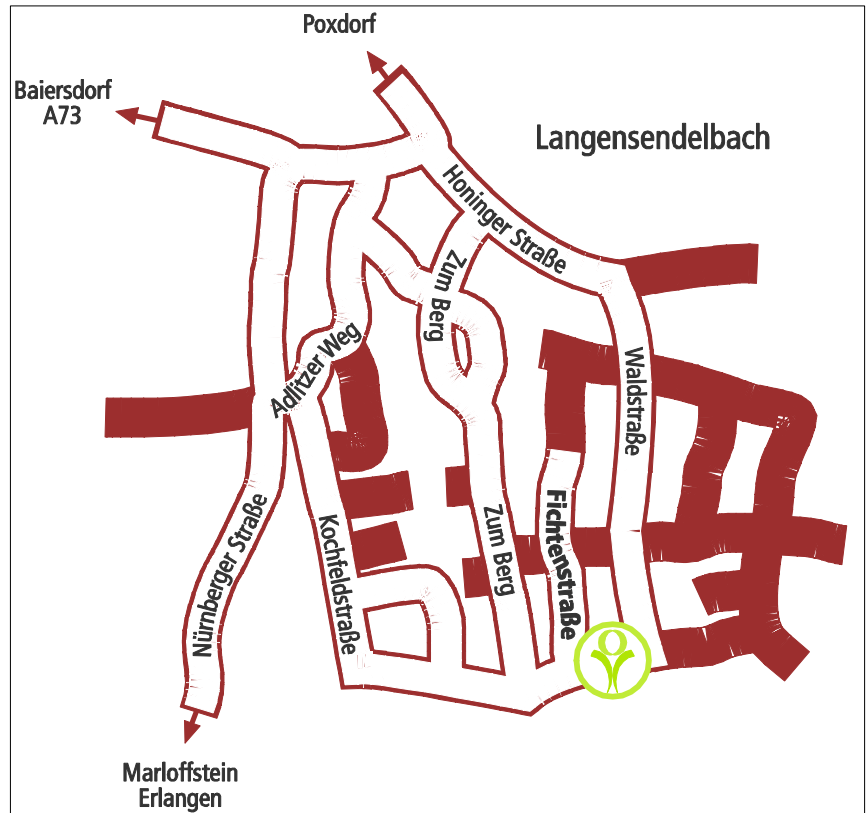 Poxdorf
Baiersdorf
A73
Langensendelbach
Honinger Straße
Zum Berg
Adlitzer Weg
Waldstraße
Nürnberger Straße
Kochfeldstraße
Zum Berg
Fichtenstraße
Marloffstein
Erlangen